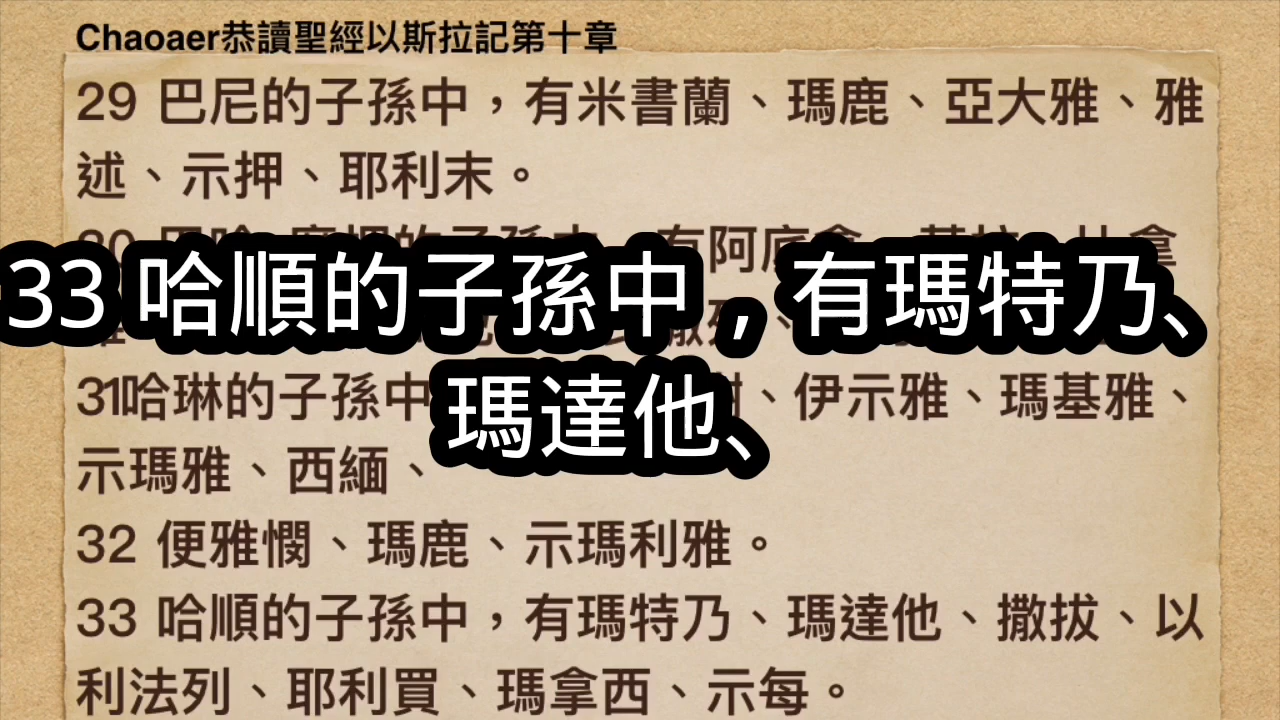 Chaoaer恭讀聖經以斯拉記第十章
29 巴尼的子孫中，有米書蘭、瑪鹿、亞大雅、雅
述、示押、耶利末。
有阿底拿
33 哈順的子孫中，有瑪特乃、
瑪達他、
31哈琳的子孫中 、伊示雅、瑪基雅、
示瑪雅、西緬、
32 便雅憫、瑪鹿、示瑪利雅。
33 哈順的子孫中，有瑪特乃、瑪達他、撒拔、以
利法列、耶利買、瑪拿西、示每。